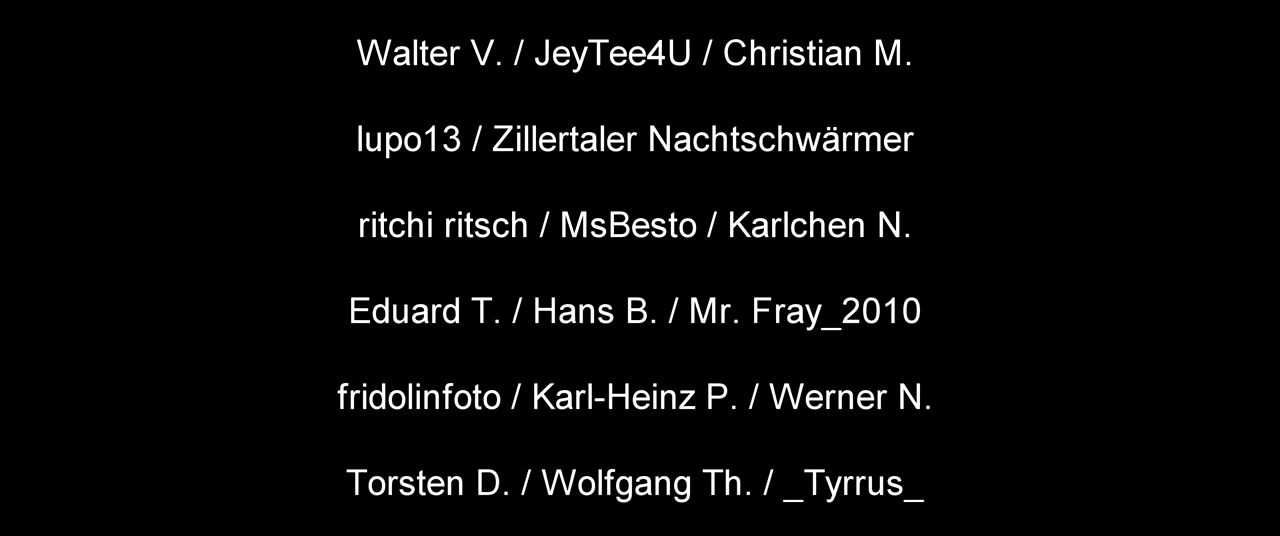 Walter V. / JeyTee4U / Christian M.
lupo13 / Zillertaler Nachtschwärmer
ritchi ritsch / MsBesto / Karlchen N.
Eduard T. / Hans B. / Mr. Fray_2010
fridolinfoto / Karl-Heinz P. / Werner N.
Torsten D. / Wolfgang Th. / _Tyrrus_